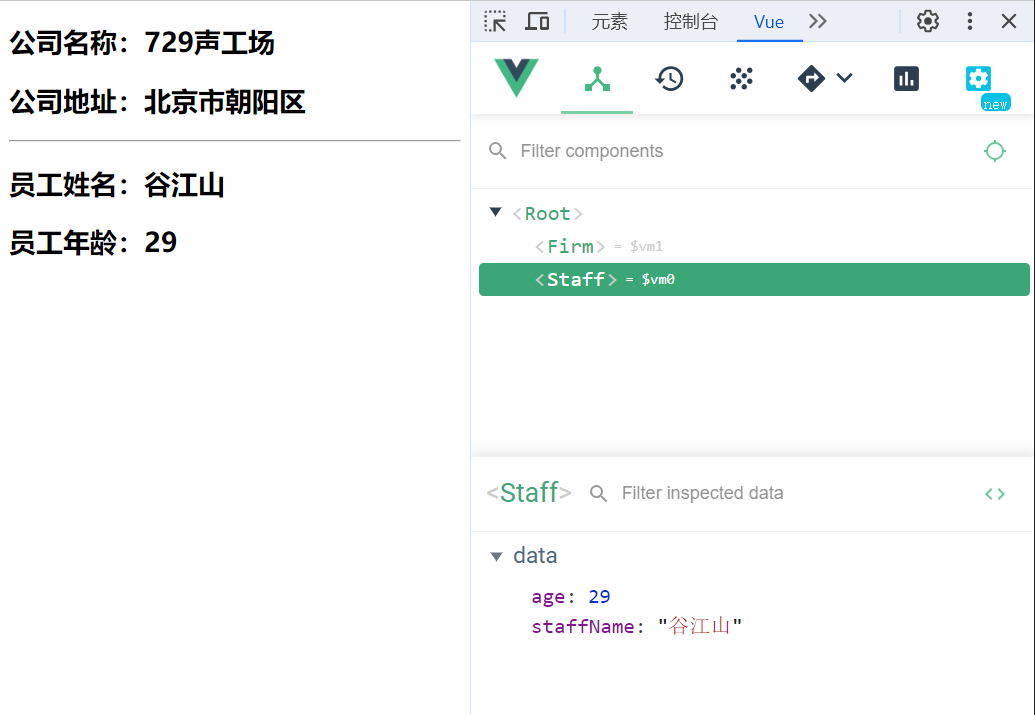 公司名称：729声工场
公司地址：北京市朝阳区
员工姓名：谷江山
员工年龄：29
元素 控制台 Vue
new
Filter components
<Root>
<Firm> = $vm1
<Staff> = $vm0
<Staff> Filter inspected data
data
age: 29
staffName: "谷江山"